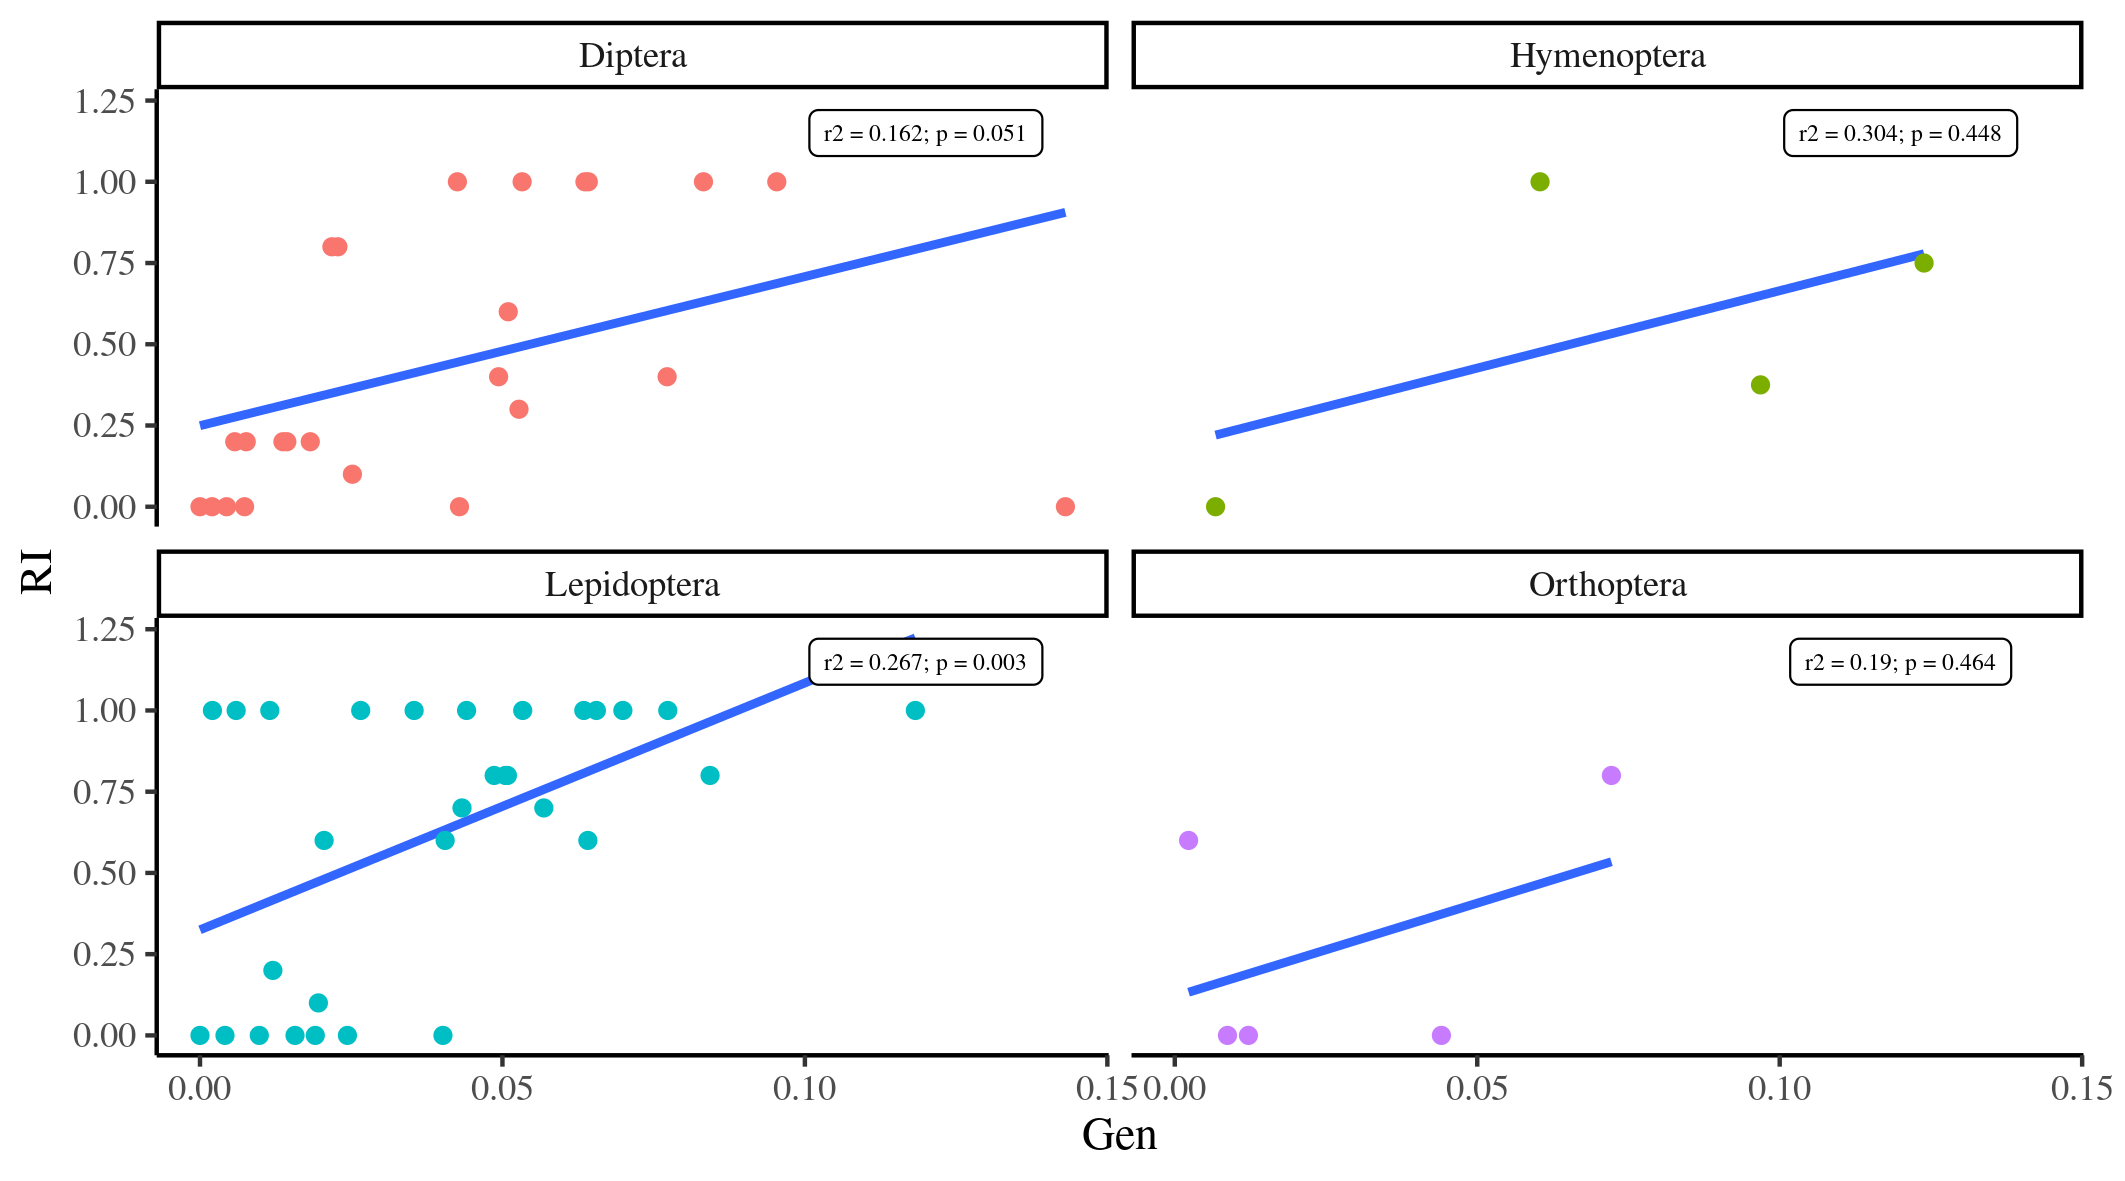 Diptera
Hymenoptera
1.25
1.00
0.75
0.50
0.25
0.00
r2 = 0.162; p = 0.051
r2 = 0.304; p = 0.448
RI
Lepidoptera
Orthoptera
1.25
1.00
0.75
0.50
0.25
0.00
r2 = 0.267; p = 0.003
r2 = 0.19; p = 0.464
0.00 0.05 0.10 0.15 0.00 0.05 0.10 0.15
Gen